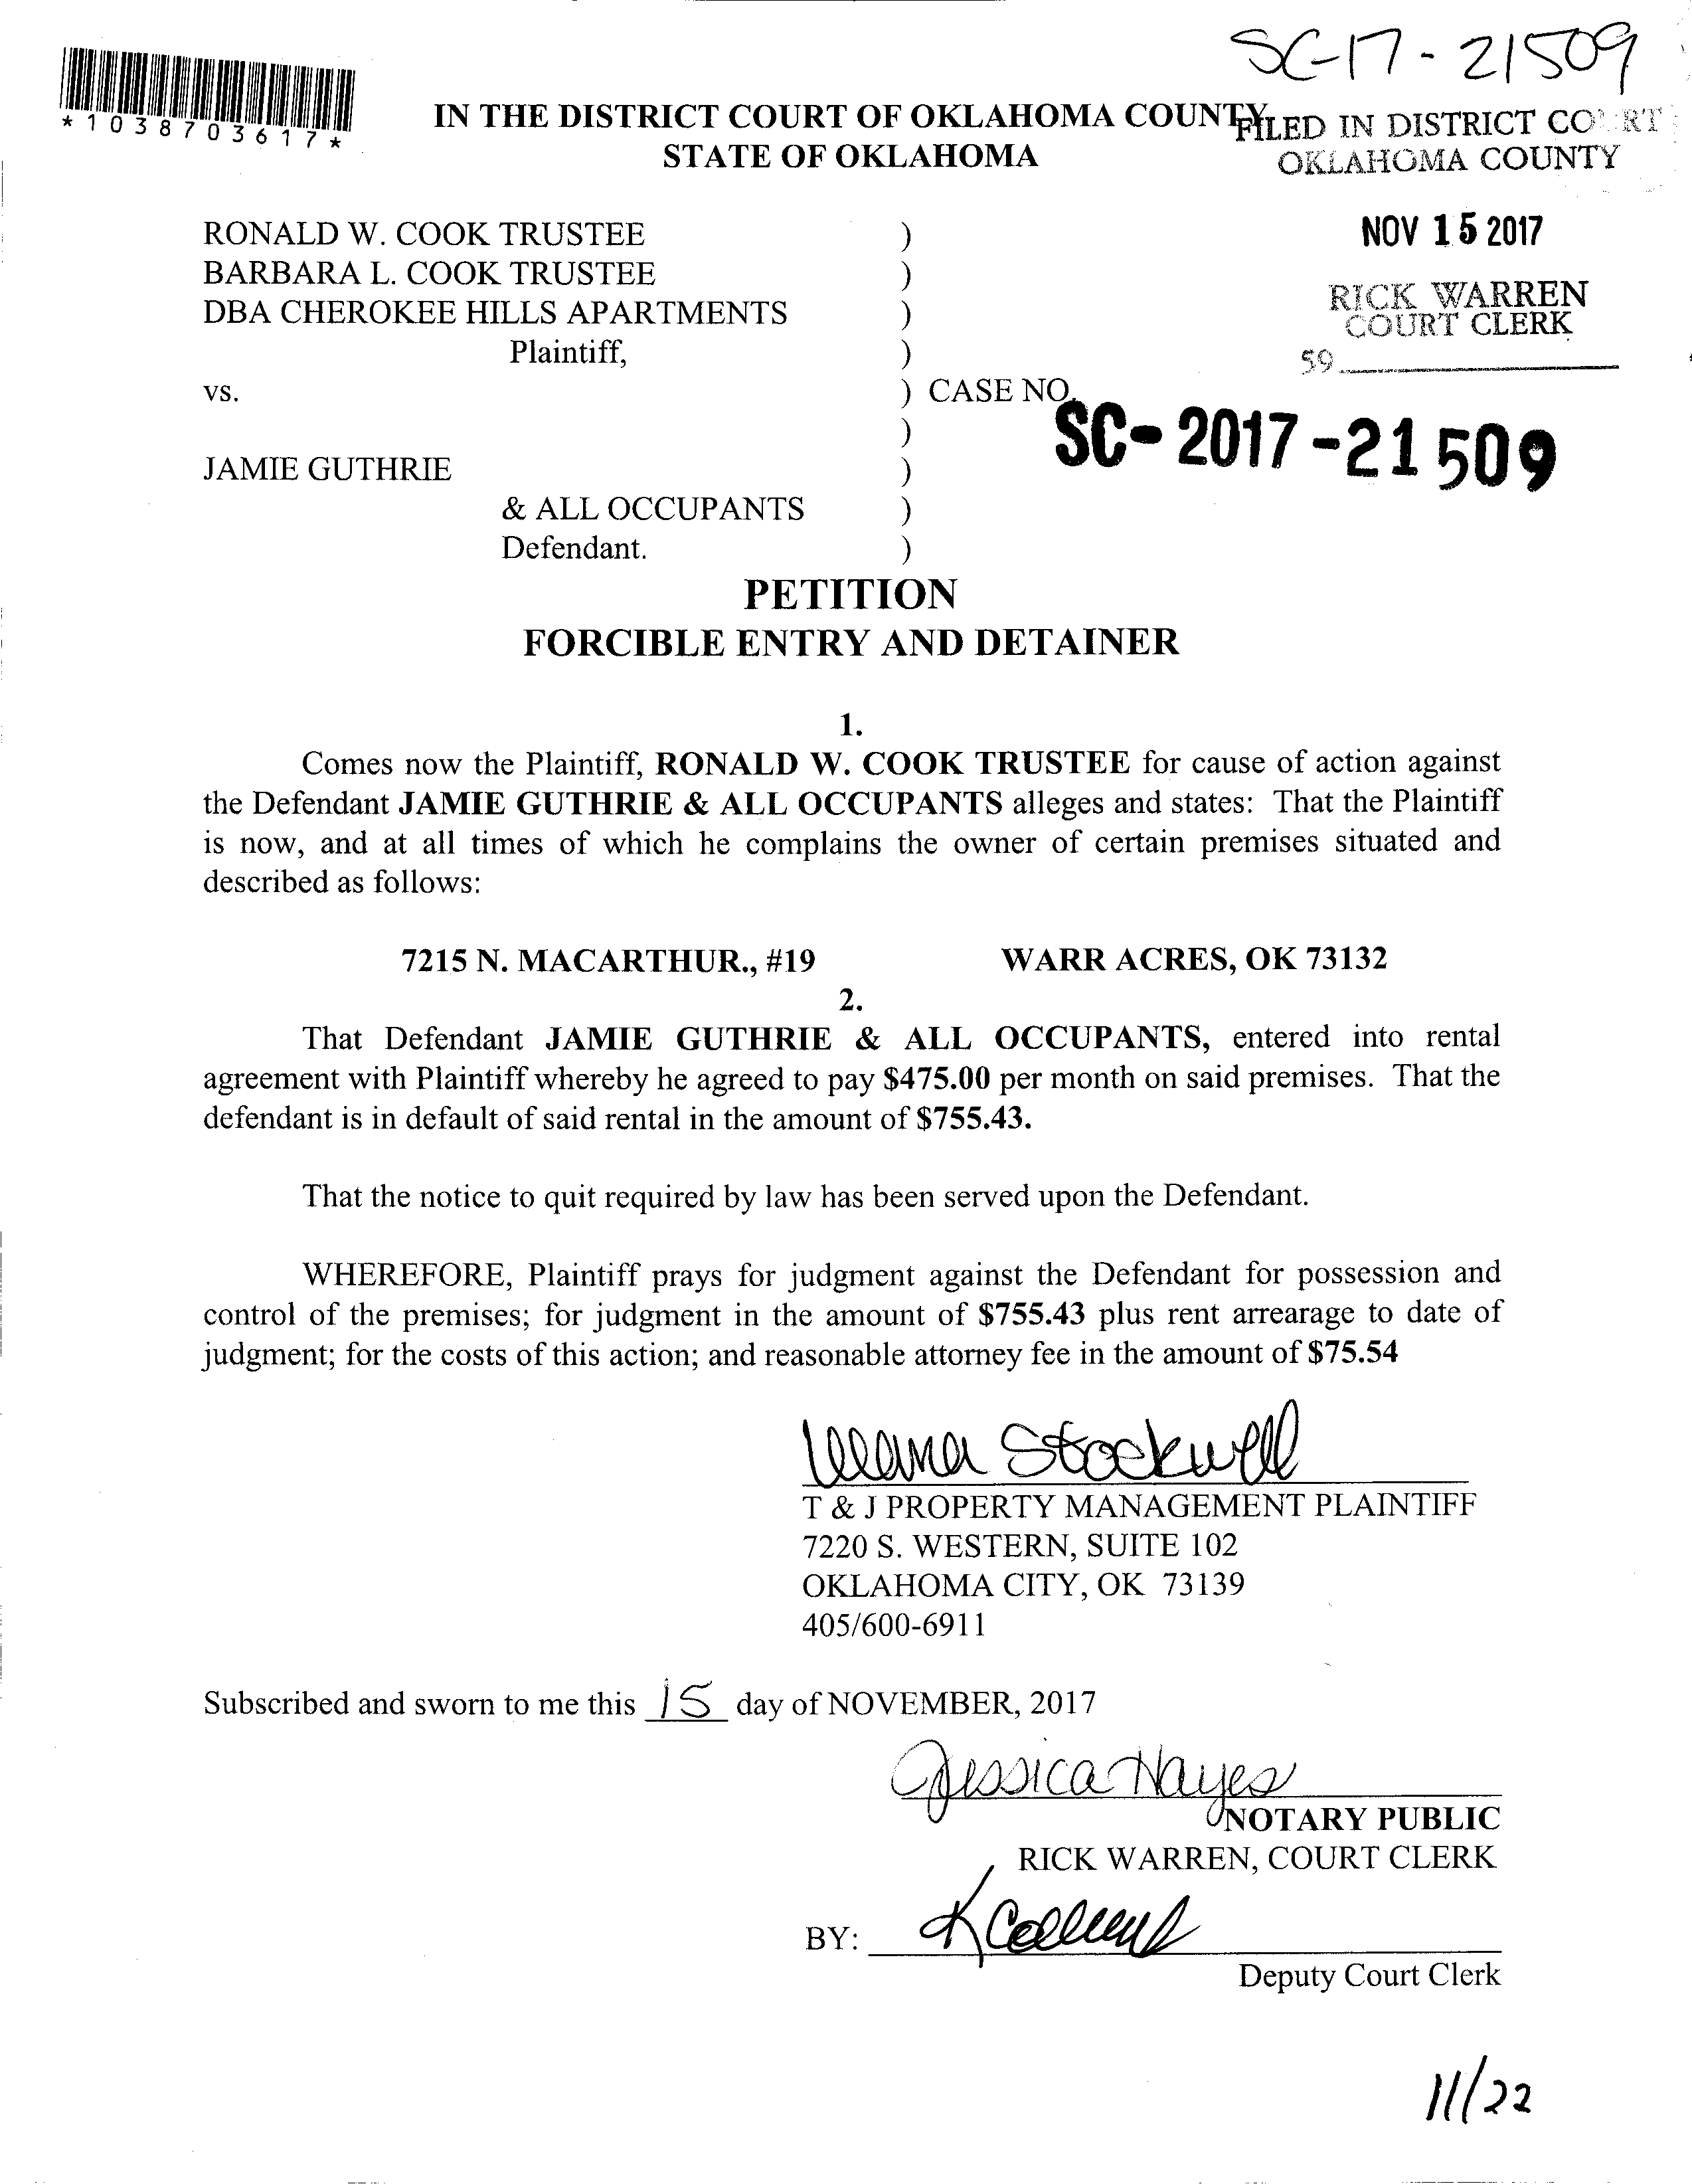 SC-17-21509
*1038703617*
IN THE DISTRICT COURT OF OKLAHOMA COUNTY
STATE OF OKLAHOMA
FILED IN DISTRICT COURT
OKLAHOMA COUNTY
NOV 15 2017
RICK WARREN
COURT CLERK
59
RONALD W. COOK TRUSTEE )
BARBARA L. COOK TRUSTEE )
DBA CHEROKEE HILLS APARTMENTS )
Plaintiff, )
vs. ) CASE NO.
)
SC-2017-21509
JAMIE GUTHRIE )
& ALL OCCUPANTS )
Defendant. )
PETITION
FORCIBLE ENTRY AND DETAINER
1.
Comes now the Plaintiff, RONALD W. COOK TRUSTEE for cause of action against
the Defendant JAMIE GUTHRIE & ALL OCCUPANTS alleges and states: That the Plaintiff
is now, and at all times of which he complains the owner of certain premises situated and
described as follows:
7215 N. MACARTHUR., #19 WARR ACRES, OK 73132
2.
That Defendant JAMIE GUTHRIE & ALL OCCUPANTS, entered into rental
agreement with Plaintiff whereby he agreed to pay $475.00 per month on said premises. That the
defendant is in default of said rental in the amount of $755.43.
That the notice to quit required by law has been served upon the Defendant.
WHEREFORE, Plaintiff prays for judgment against the Defendant for possession and
control of the premises; for judgment in the amount of $755.43 plus rent arrearage to date of
judgment; for the costs of this action; and reasonable attorney fee in the amount of $75.54
Stockwell
T & J PROPERTY MANAGEMENT PLAINTIFF
7220 S. WESTERN, SUITE 102
OKLAHOMA CITY, OK 73139
405/600-6911
Subscribed and sworn to me this 15 day of NOVEMBER, 2017
Jessica Hayes
NOTARY PUBLIC
RICK WARREN, COURT CLERK
BY:
Deputy Court Clerk
11/22